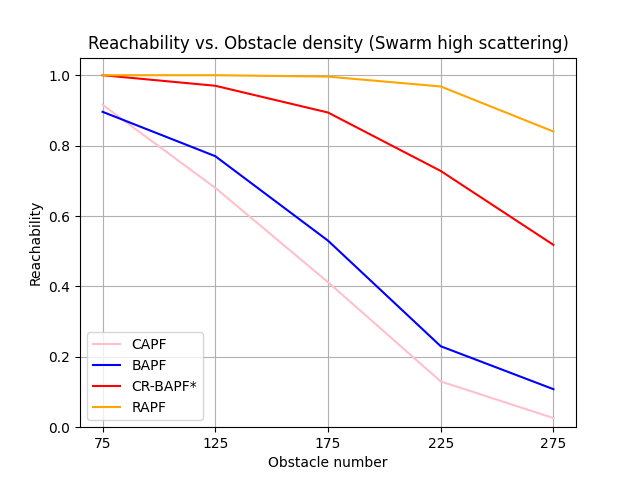 Reachability vs. Obstacle density (Swarm high scattering)
1.0
0.8
0.6
0.4
0.2
0.0
Reachability
CAPF
BAPF
CR-BAPF*
RAPF
75 125 175 225 275
Obstacle number